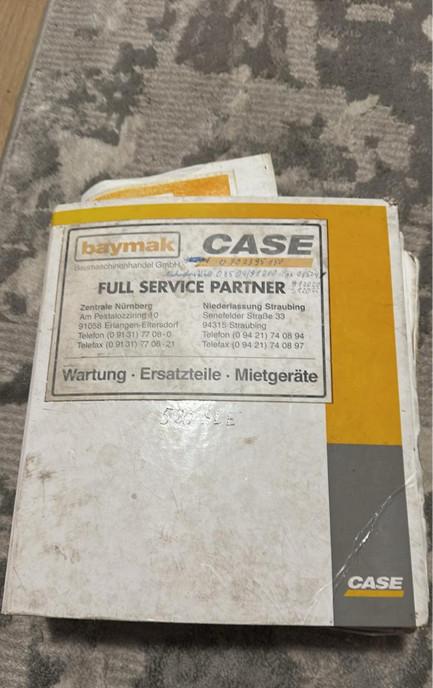 baymak
Baumaschinenhandel GmbH
CASE
FULL SERVICE PARTNER
Zentrale Nürnberg
Am Pestalozziring 10
91058 Erlangen-Eltersdorf
Telefon (0 91 31) 77 08-0
Telefax (0 91 31) 77 08-21
Niederlassung Straubing
Senefelder Straße 33
94315 Straubing
Telefon (0 94 21) 74 08 94
Telefax (0 94 21) 74 08 97
Wartung · Ersatzteile · Mietgeräte
CASE